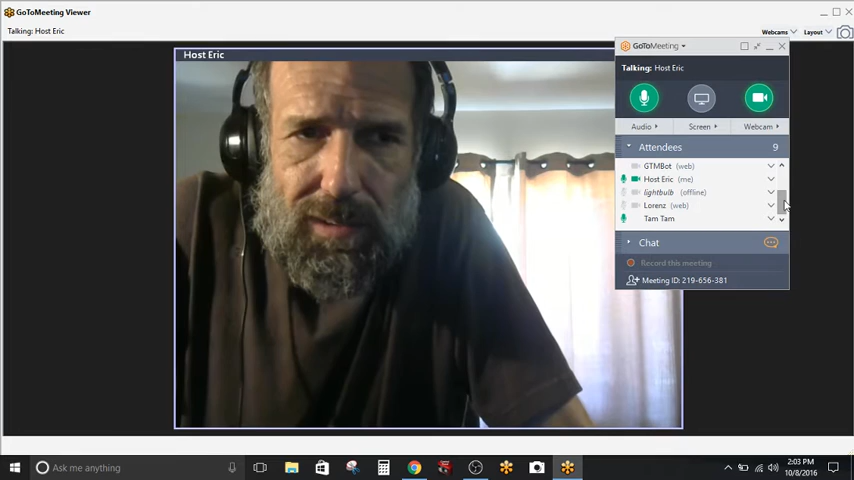 GoToMeeting Viewer
Talking: Host Eric
Webcams
Layout
Host Eric
GoToMeeting
Talking: Host Eric
Audio
Screen
Webcam
Attendees 9
GTMBot (web)
Host Eric (me)
lightbulb (offline)
Lorenz (web)
Tam Tam
Chat
Record this meeting
Meeting ID: 219-656-381
Ask me anything
2:03 PM
10/8/2016